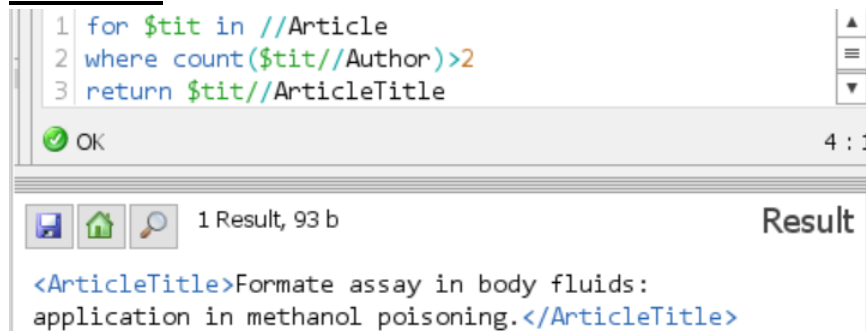 1 for $tit in //Article
2 where count($tit//Author)>2
3 return $tit//ArticleTitle
OK 4 : 1
1 Result, 93 b Result
<ArticleTitle>Formate assay in body fluids:
application in methanol poisoning.</ArticleTitle>